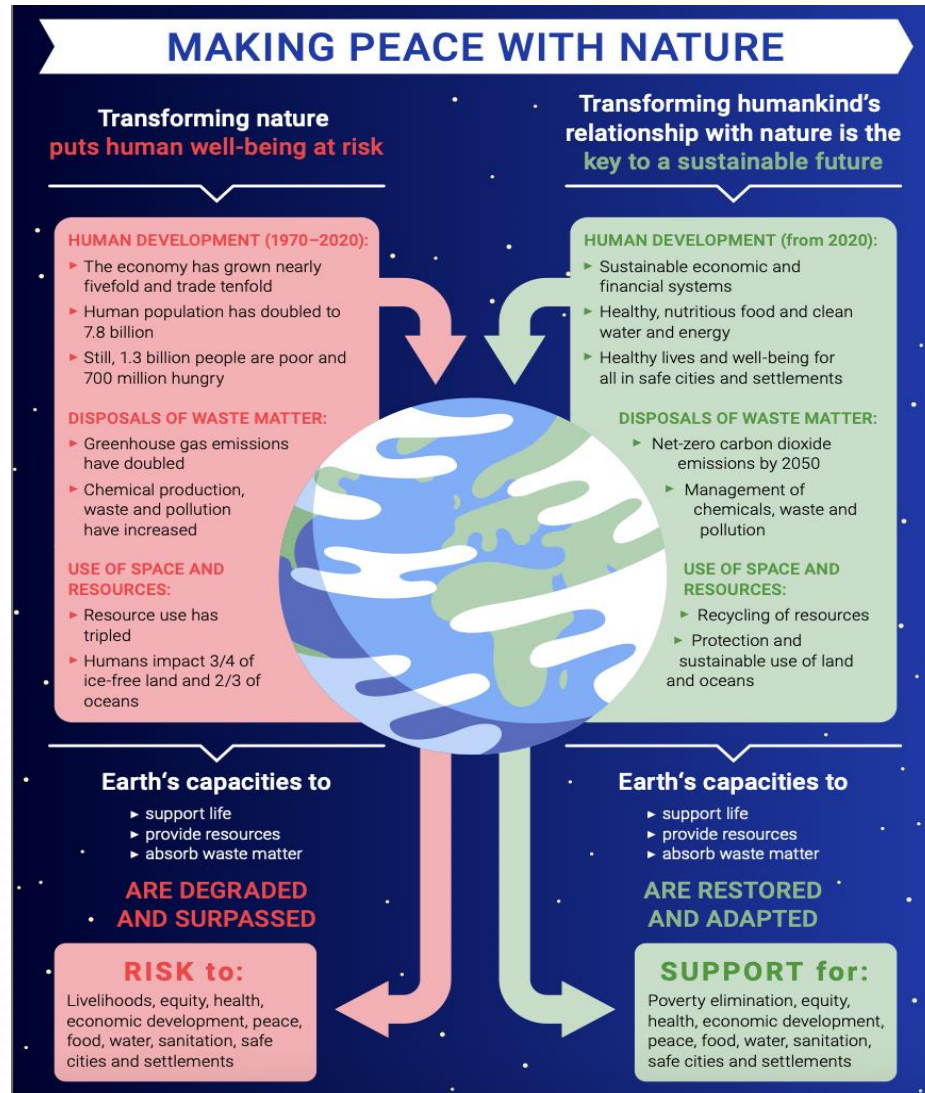 MAKING PEACE WITH NATURE
Transforming nature
puts human well-being at risk
HUMAN DEVELOPMENT (1970–2020):
▸ The economy has grown nearly
fivefold and trade tenfold
▸ Human population has doubled to
7.8 billion
▸ Still, 1.3 billion people are poor and
700 million hungry
DISPOSALS OF WASTE MATTER:
▸ Greenhouse gas emissions
have doubled
▸ Chemical production,
waste and pollution
have increased
USE OF SPACE AND
RESOURCES:
▸ Resource use has
tripled
▸ Humans impact 3/4 of
ice-free land and 2/3 of
oceans
Earth‘s capacities to
▸ support life
▸ provide resources
▸ absorb waste matter
ARE DEGRADED
AND SURPASSED
RISK to:
Livelihoods, equity, health,
economic development, peace,
food, water, sanitation, safe
cities and settlements
Transforming humankind‘s
relationship with nature is the
key to a sustainable future
HUMAN DEVELOPMENT (from 2020):
▸ Sustainable economic and
financial systems
▸ Healthy, nutritious food and clean
water and energy
▸ Healthy lives and well-being for
all in safe cities and settlements
DISPOSALS OF WASTE MATTER:
▸ Net-zero carbon dioxide
emissions by 2050
▸ Management of
chemicals, waste and
pollution
USE OF SPACE AND
RESOURCES:
▸ Recycling of resources
▸ Protection and
sustainable use of land
and oceans
Earth‘s capacities to
▸ support life
▸ provide resources
▸ absorb waste matter
ARE RESTORED
AND ADAPTED
SUPPORT for:
Poverty elimination, equity,
health, economic development,
peace, food, water, sanitation,
safe cities and settlements